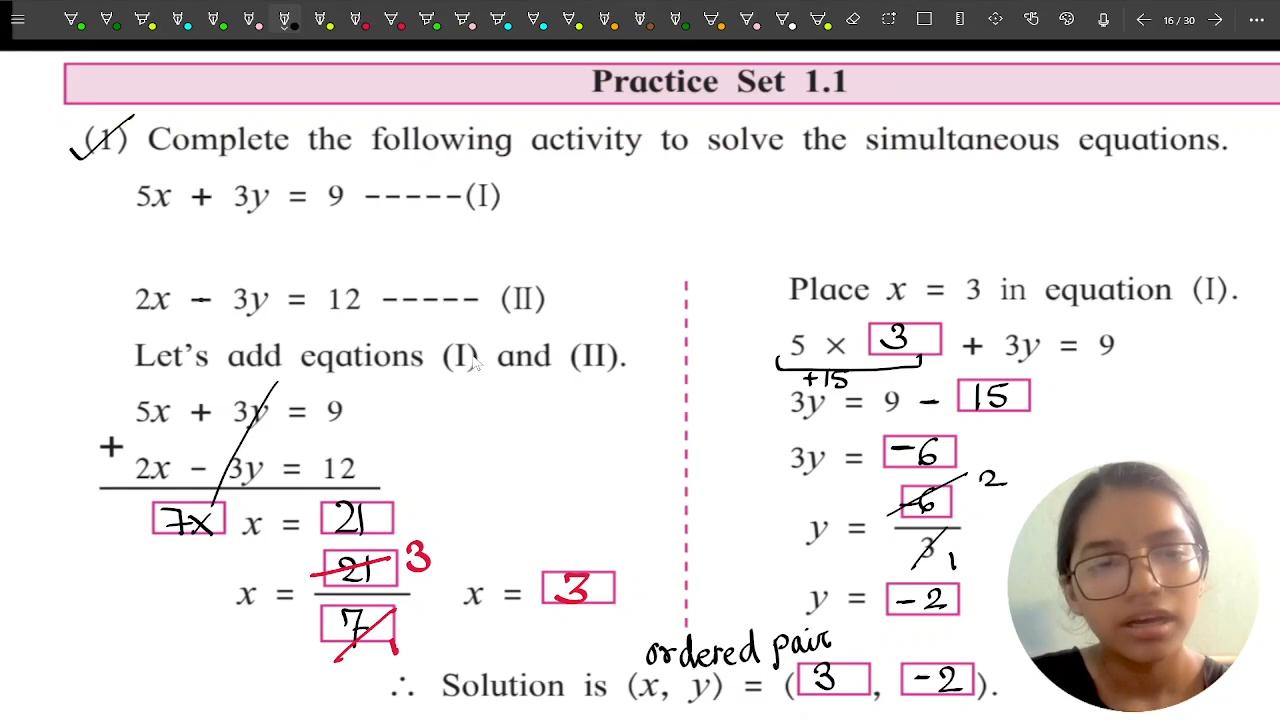 16/30
Practice Set 1.1
(1) Complete the following activity to solve the simultaneous equations.
5x + 3y = 9 -----(I)
2x - 3y = 12 ----- (II)
Let's add eqations (I) and (II).
5x + 3y = 9
+
2x - 3y = 12
7x x = 21
21 3
x =
7 1
x = 3
Place x = 3 in equation (I).
5 × 3 + 3y = 9
+15
3y = 9 - 15
3y = -6
-6 2
y =
3 1
y = -2
ordered pair
∴ Solution is (x, y) = ( 3 , -2 ).